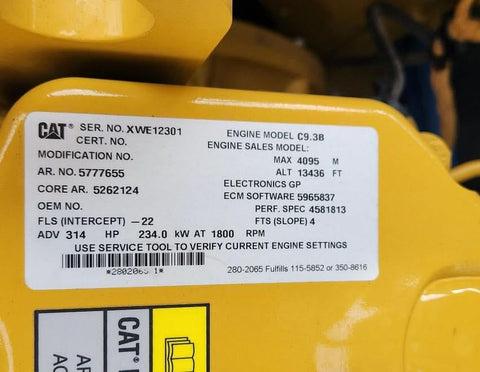 CAT® SER. NO. XWE12301 ENGINE MODEL C9.3B
CERT. NO. ENGINE SALES MODEL:
MODIFICATION NO. MAX 4095 M
AR. NO. 5777655 ALT 13436 FT
CORE AR. 5262124 ELECTRONICS GP
OEM NO. ECM SOFTWARE 5965837
PERF. SPEC 4581813
FLS (INTERCEPT) -22 FTS (SLOPE) 4
ADV 314 HP 234.0 kW AT 1800 RPM
USE SERVICE TOOL TO VERIFY CURRENT ENGINE SETTINGS
*2802065 1* 280-2065 Fulfills 115-5852 or 350-8616
CAT®